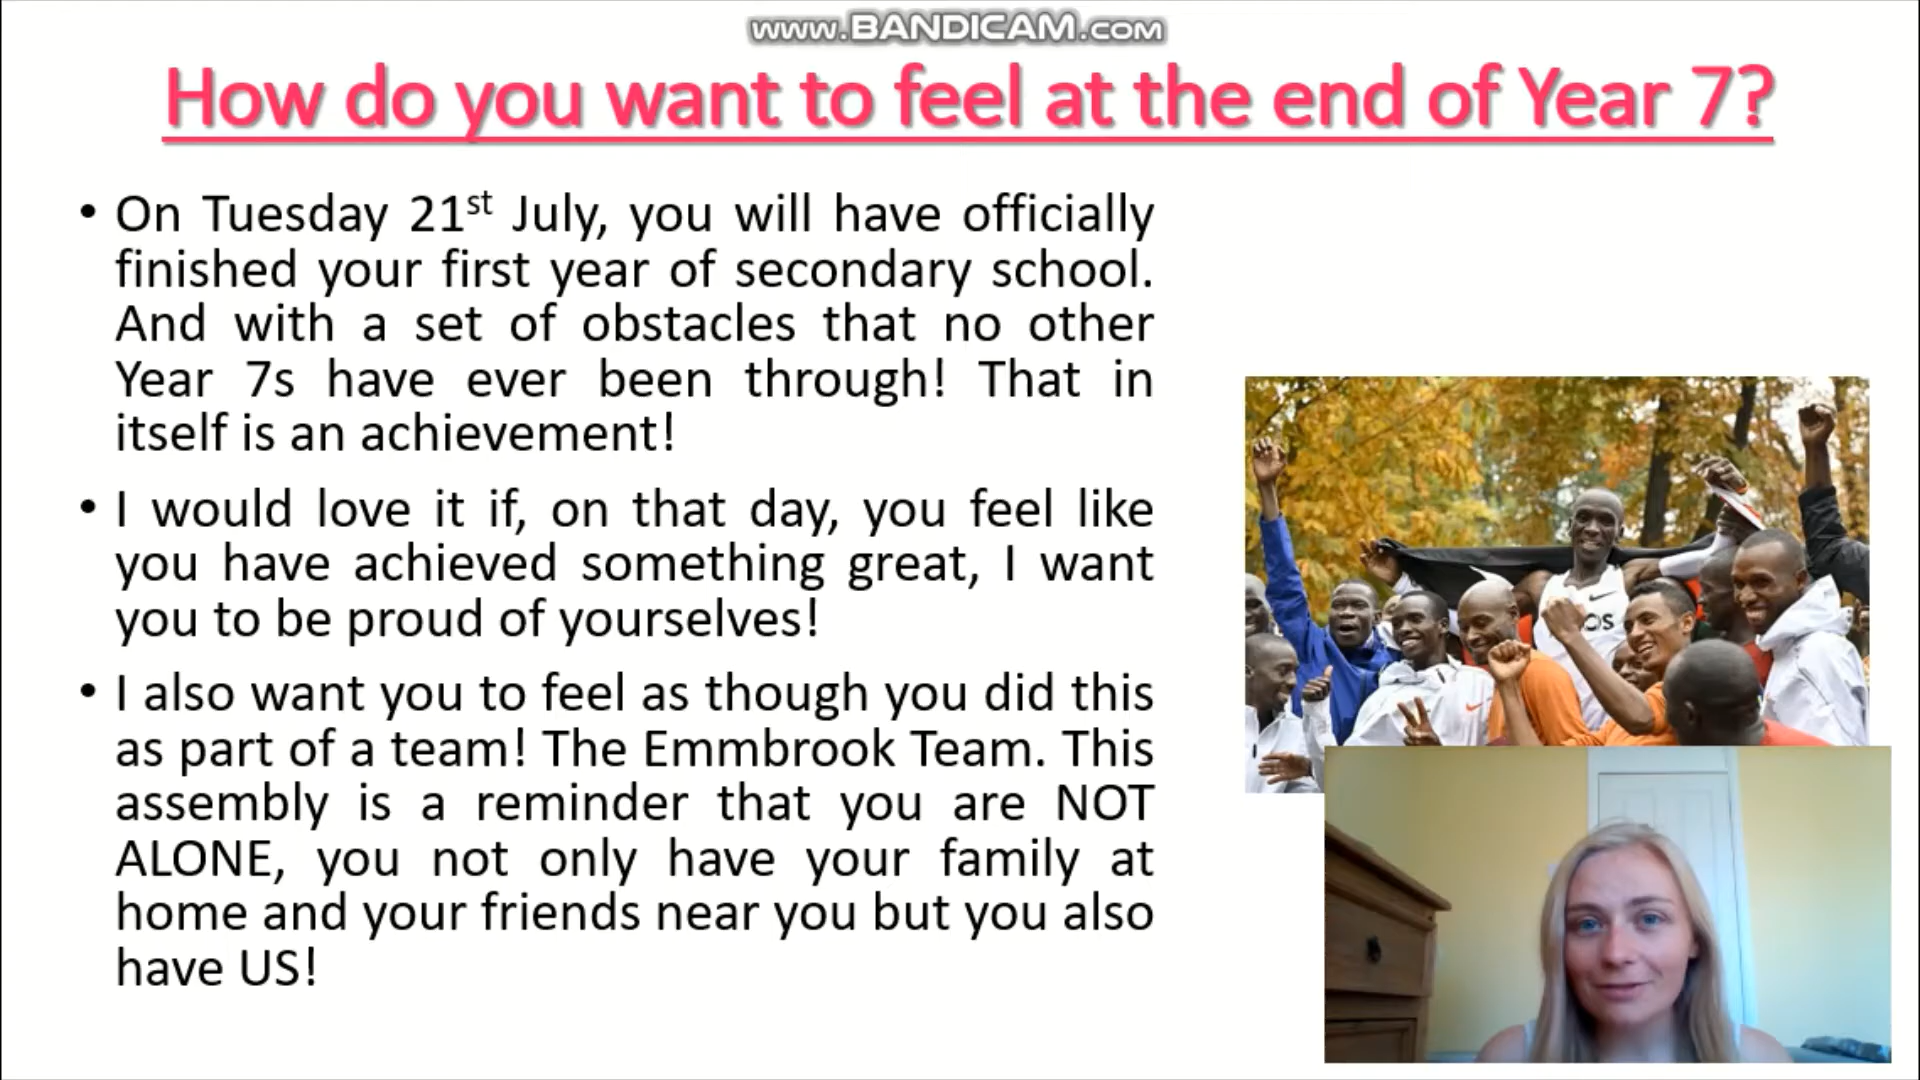 www.BANDICAM.com
How do you want to feel at the end of Year 7?
• On Tuesday 21st July, you will have officially
finished your first year of secondary school.
And with a set of obstacles that no other
Year 7s have ever been through! That in
itself is an achievement!
• I would love it if, on that day, you feel like
you have achieved something great, I want
you to be proud of yourselves!
• I also want you to feel as though you did this
as part of a team! The Emmbrook Team. This
assembly is a reminder that you are NOT
ALONE, you not only have your family at
home and your friends near you but you also
have US!